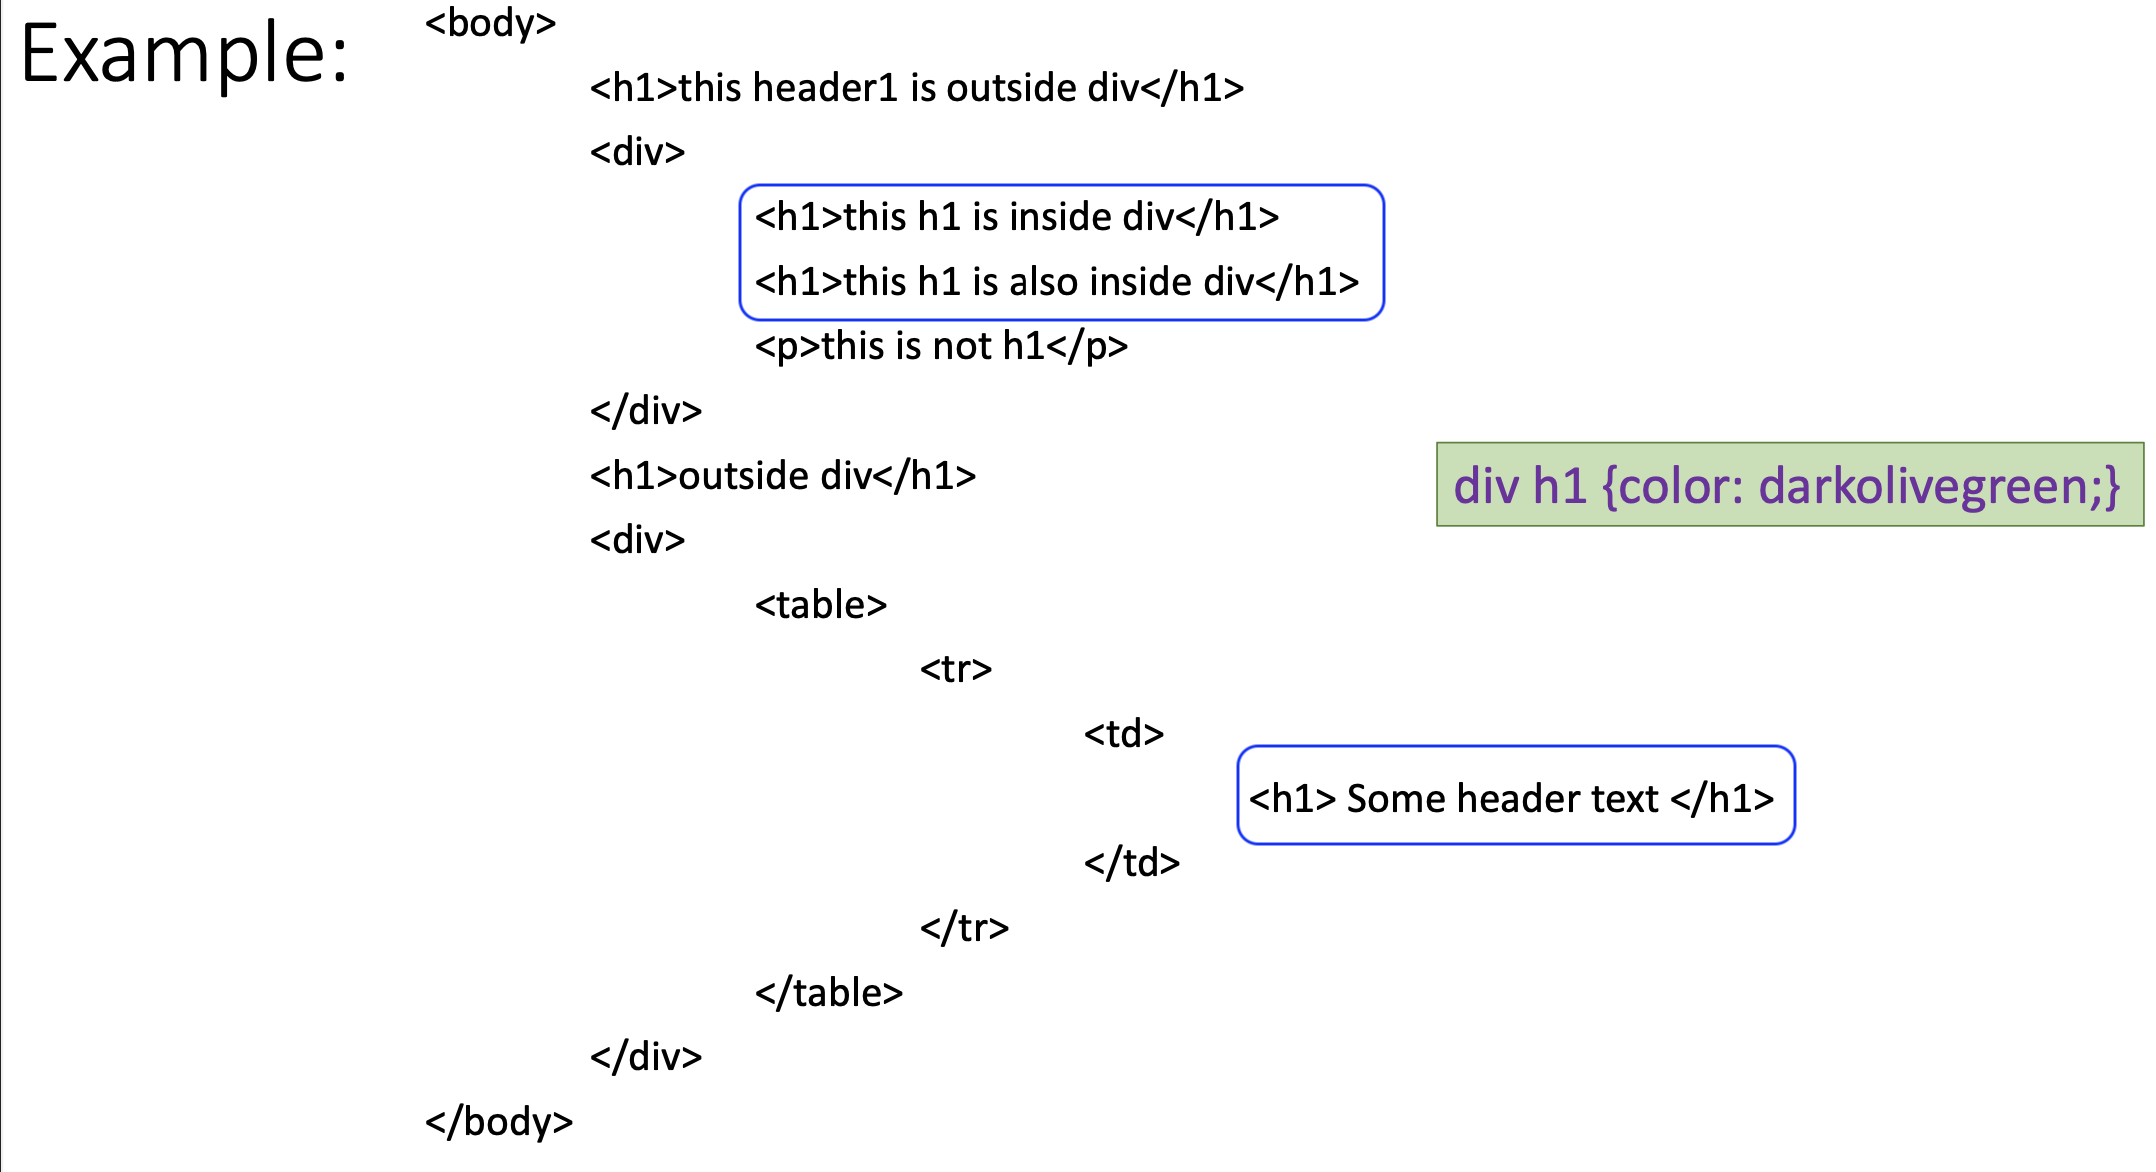 Example:
<body>
<h1>this header1 is outside div</h1>
<div>
<h1>this h1 is inside div</h1>
<h1>this h1 is also inside div</h1>
<p>this is not h1</p>
</div>
<h1>outside div</h1>
div h1 {color: darkolivegreen;}
<div>
<table>
<tr>
<td>
<h1> Some header text </h1>
</td>
</tr>
</table>
</div>
</body>